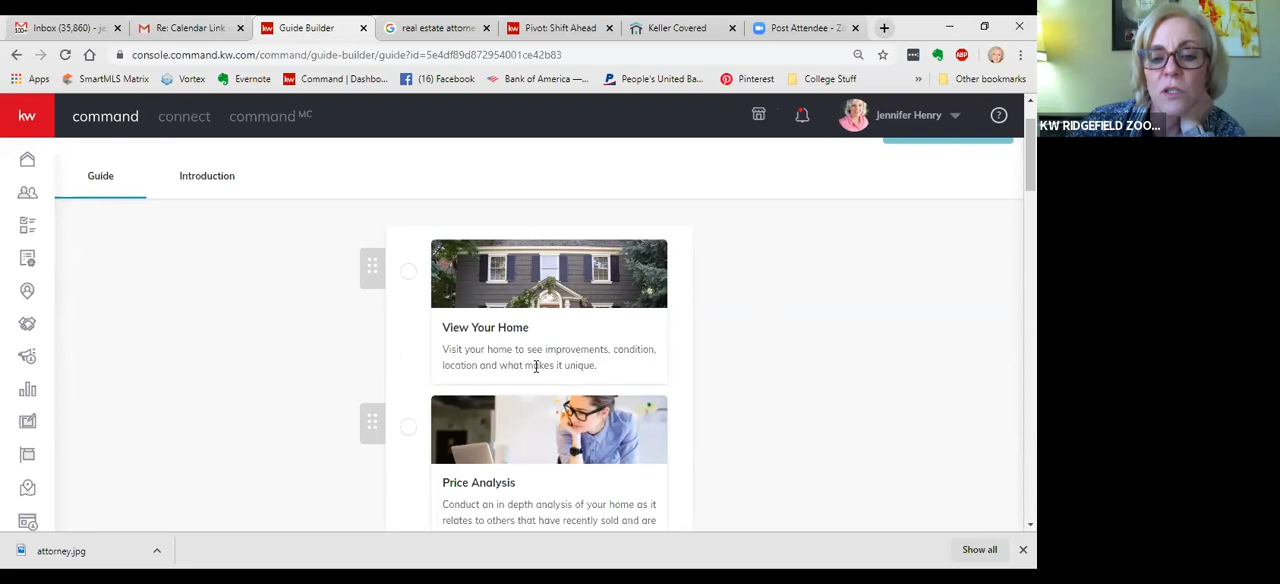 Inbox (35,860) - je
Re: Calendar Link -
Guide Builder
real estate attorne
Pivot: Shift Ahead
Keller Covered
Post Attendee - Zo
console.command.kw.com/command/guide-builder/guide?id=5e4df89d872954001ce42b83
Apps
SmartMLS Matrix
Vortex
Evernote
Command | Dashbo...
(16) Facebook
Bank of America —...
People's United Ba...
Pinterest
College Stuff
»
Other bookmarks
ABP
kw
command
connect
command MC
Jennifer Henry
KW RIDGEFIELD ZOO...
Guide
Introduction
View Your Home
Visit your home to see improvements, condition,
location and what makes it unique.
Price Analysis
Conduct an in depth analysis of your home as it
relates to others that have recently sold and are
attorney.jpg
Show all